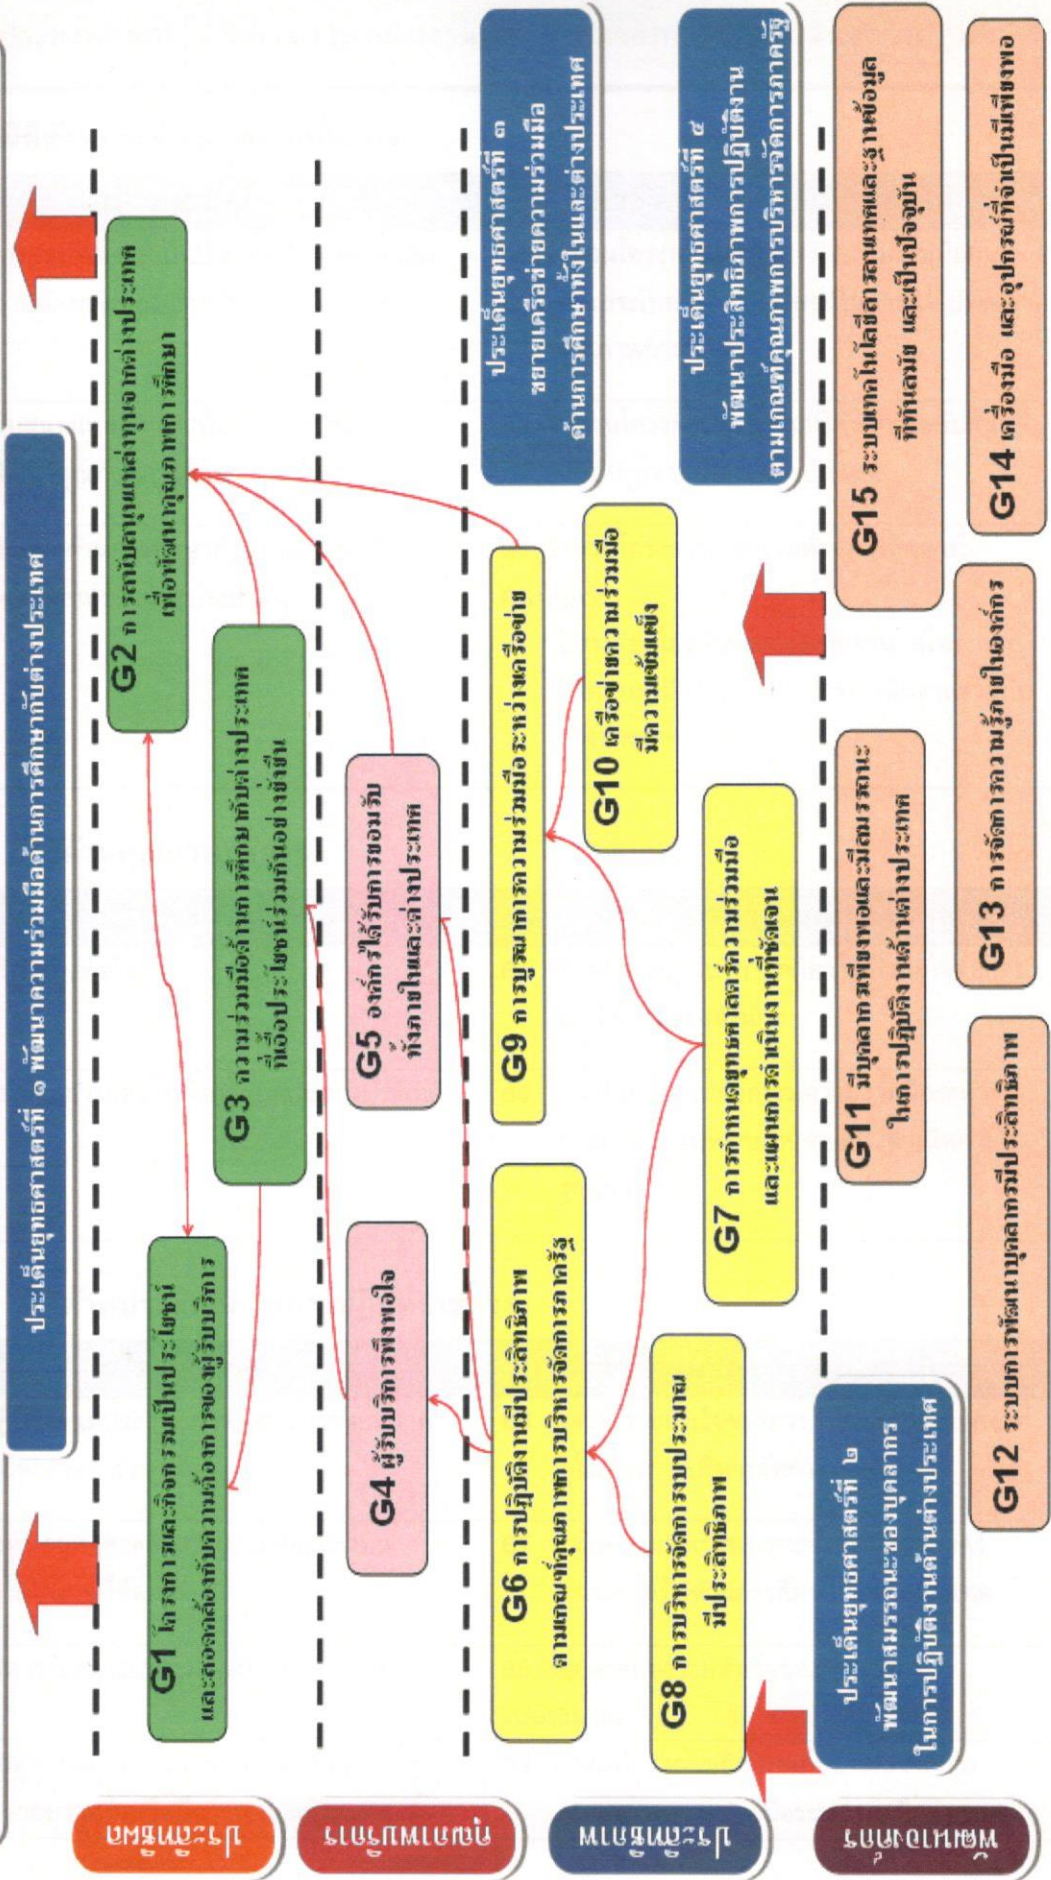 ประเด็นยุทธศาสตร์ที่ ๑ พัฒนาความร่วมมือด้านการศึกษากับต่างประเทศ
ประสิทธิผล
G1 โครงการและกิจกรรมเป็นประโยชน์
และสอดคล้องกับความต้องการของผู้รับบริการ
G2 การสนับสนุนแหล่งทุนจากต่างประเทศ
เพื่อพัฒนาคุณภาพการศึกษา
G3 ความร่วมมือด้านการศึกษากับต่างประเทศ
ที่เอื้อประโยชน์ร่วมกันอย่างยั่งยืน
คุณภาพบริการ
G4 ผู้รับบริการพึงพอใจ
G5 องค์กรได้รับการยอมรับ
ทั้งภายในและต่างประเทศ
ประสิทธิภาพ
G6 การปฏิบัติงานมีประสิทธิภาพ
ตามเกณฑ์คุณภาพการบริหารจัดการภาครัฐ
G9 การบูรณาการความร่วมมือระหว่างเครือข่าย
ประเด็นยุทธศาสตร์ที่ ๓
ขยายเครือข่ายความร่วมมือ
ด้านการศึกษาทั้งในและต่างประเทศ
G10 เครือข่ายความร่วมมือ
มีความเข้มแข็ง
G8 การบริหารจัดการงบประมาณ
มีประสิทธิภาพ
G7 การกำหนดยุทธศาสตร์ความร่วมมือ
และแผนการดำเนินงานที่ชัดเจน
ประเด็นยุทธศาสตร์ที่ ๔
พัฒนาประสิทธิภาพการปฏิบัติงาน
ตามเกณฑ์คุณภาพการบริหารจัดการภาครัฐ
พัฒนาองค์กร
ประเด็นยุทธศาสตร์ที่ ๒
พัฒนาสมรรถนะของบุคลากร
ในการปฏิบัติงานด้านต่างประเทศ
G11 มีบุคลากรเพียงพอและมีสมรรถนะ
ในการปฏิบัติงานด้านต่างประเทศ
G15 ระบบเทคโนโลยีสารสนเทศและฐานข้อมูล
ที่ทันสมัย และเป็นปัจจุบัน
G12 ระบบการพัฒนาบุคลากรมีประสิทธิภาพ
G13 การจัดการความรู้ภายในองค์กร
G14 เครื่องมือ และอุปกรณ์ที่จำเป็นมีเพียงพอ